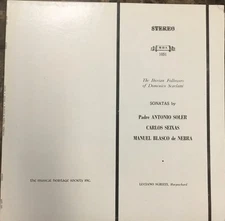 STEREO
The Iberian Followers
of Domenico Scarlatti
SONATAS by
Padre ANTONIO SOLER
CARLOS SEIXAS
MANUEL BLASCO de NEBRA
the musical heritage society inc.
LUCIANO SGRIZZI, Harpsichord